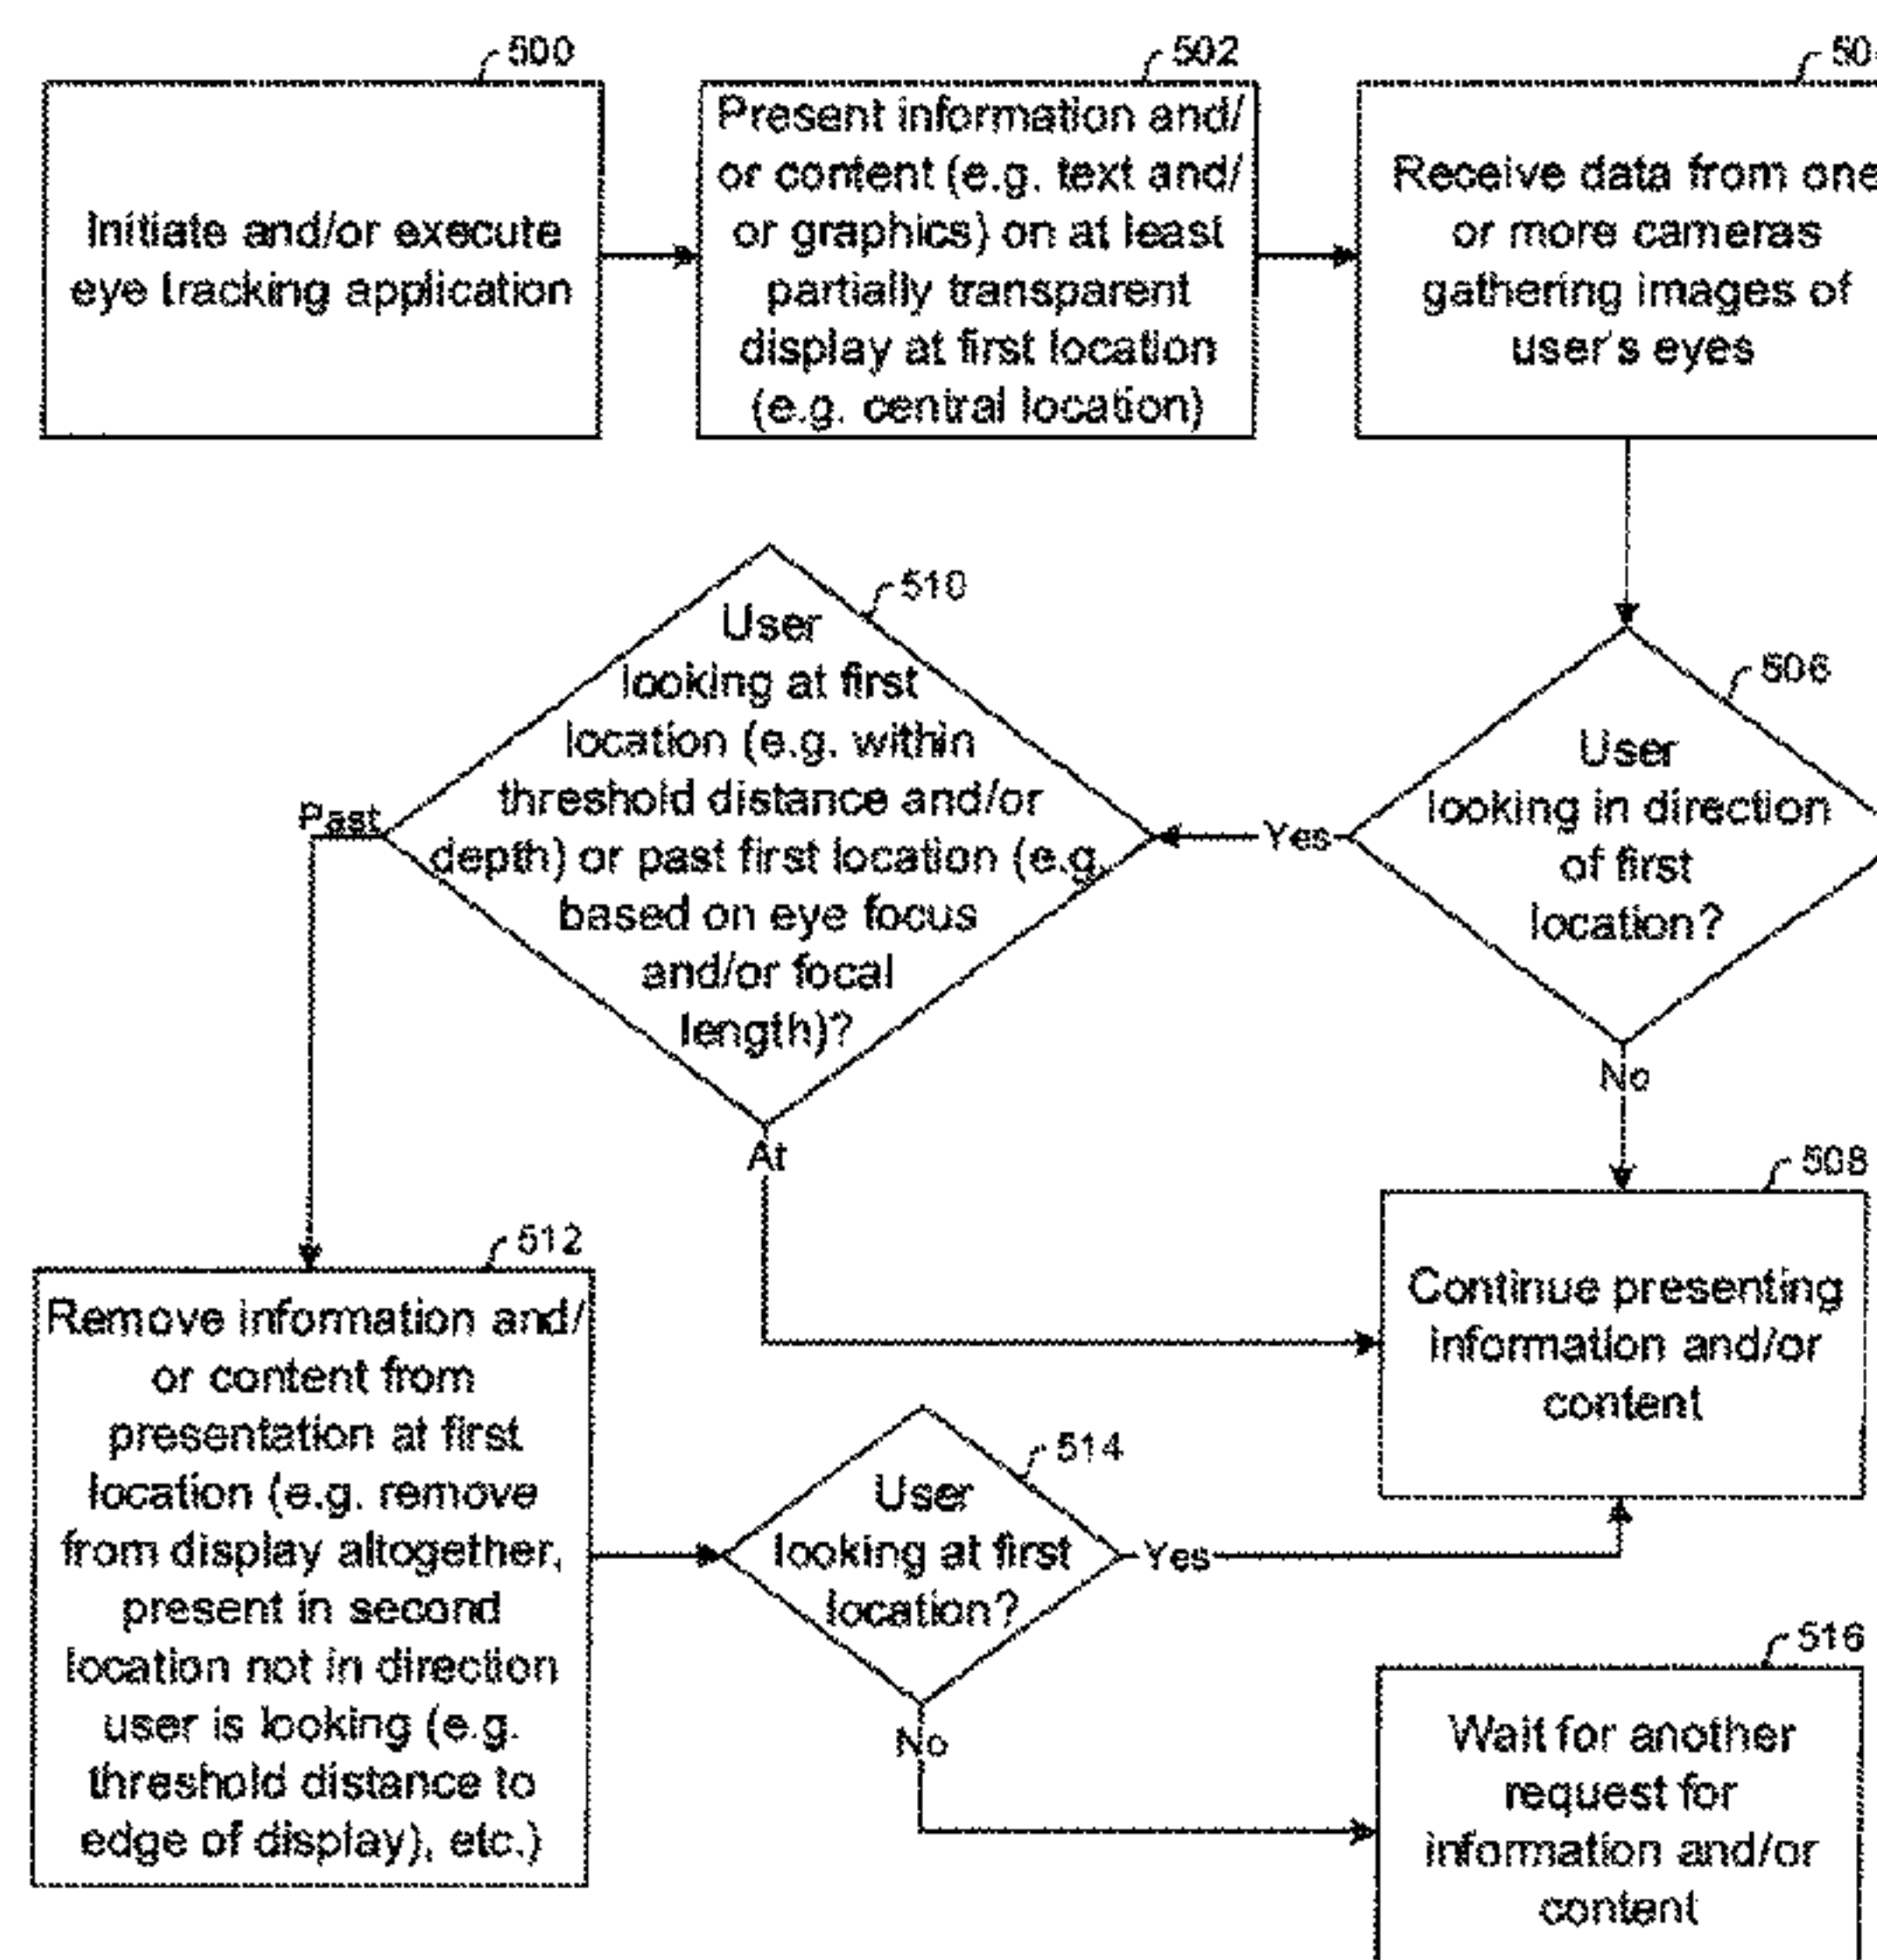 500
Initiate and/or execute
eye tracking application
502
Present information and/
or content (e.g. text and/
or graphics) on at least
partially transparent
display at first location
(e.g. central location)
Receive data from one
or more cameras
gathering images of
user's eyes
506
User
looking in direction
of first
location?
Yes
No
510
User
looking at first
location (e.g. within
threshold distance and/or
depth) or past first location (e.g.
based on eye focus
and/or focal
length)?
Past
At
508
Continue presenting
information and/or
content
512
Remove information and/
or content from
presentation at first
location (e.g. remove
from display altogether,
present in second
location not in direction
user is looking (e.g.
threshold distance to
edge of display), etc.)
514
User
looking at first
location?
Yes
No
516
Wait for another
request for
information and/or
content